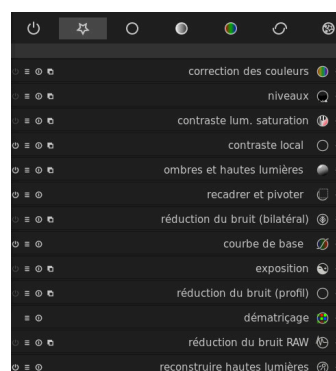 correction des couleurs
niveaux
contraste lum. saturation
contraste local
ombres et hautes lumières
recadrer et pivoter
réduction du bruit (bilatéral)
courbe de base
exposition
réduction du bruit (profil)
dématriçage
réduction du bruit RAW
reconstruire hautes lumières